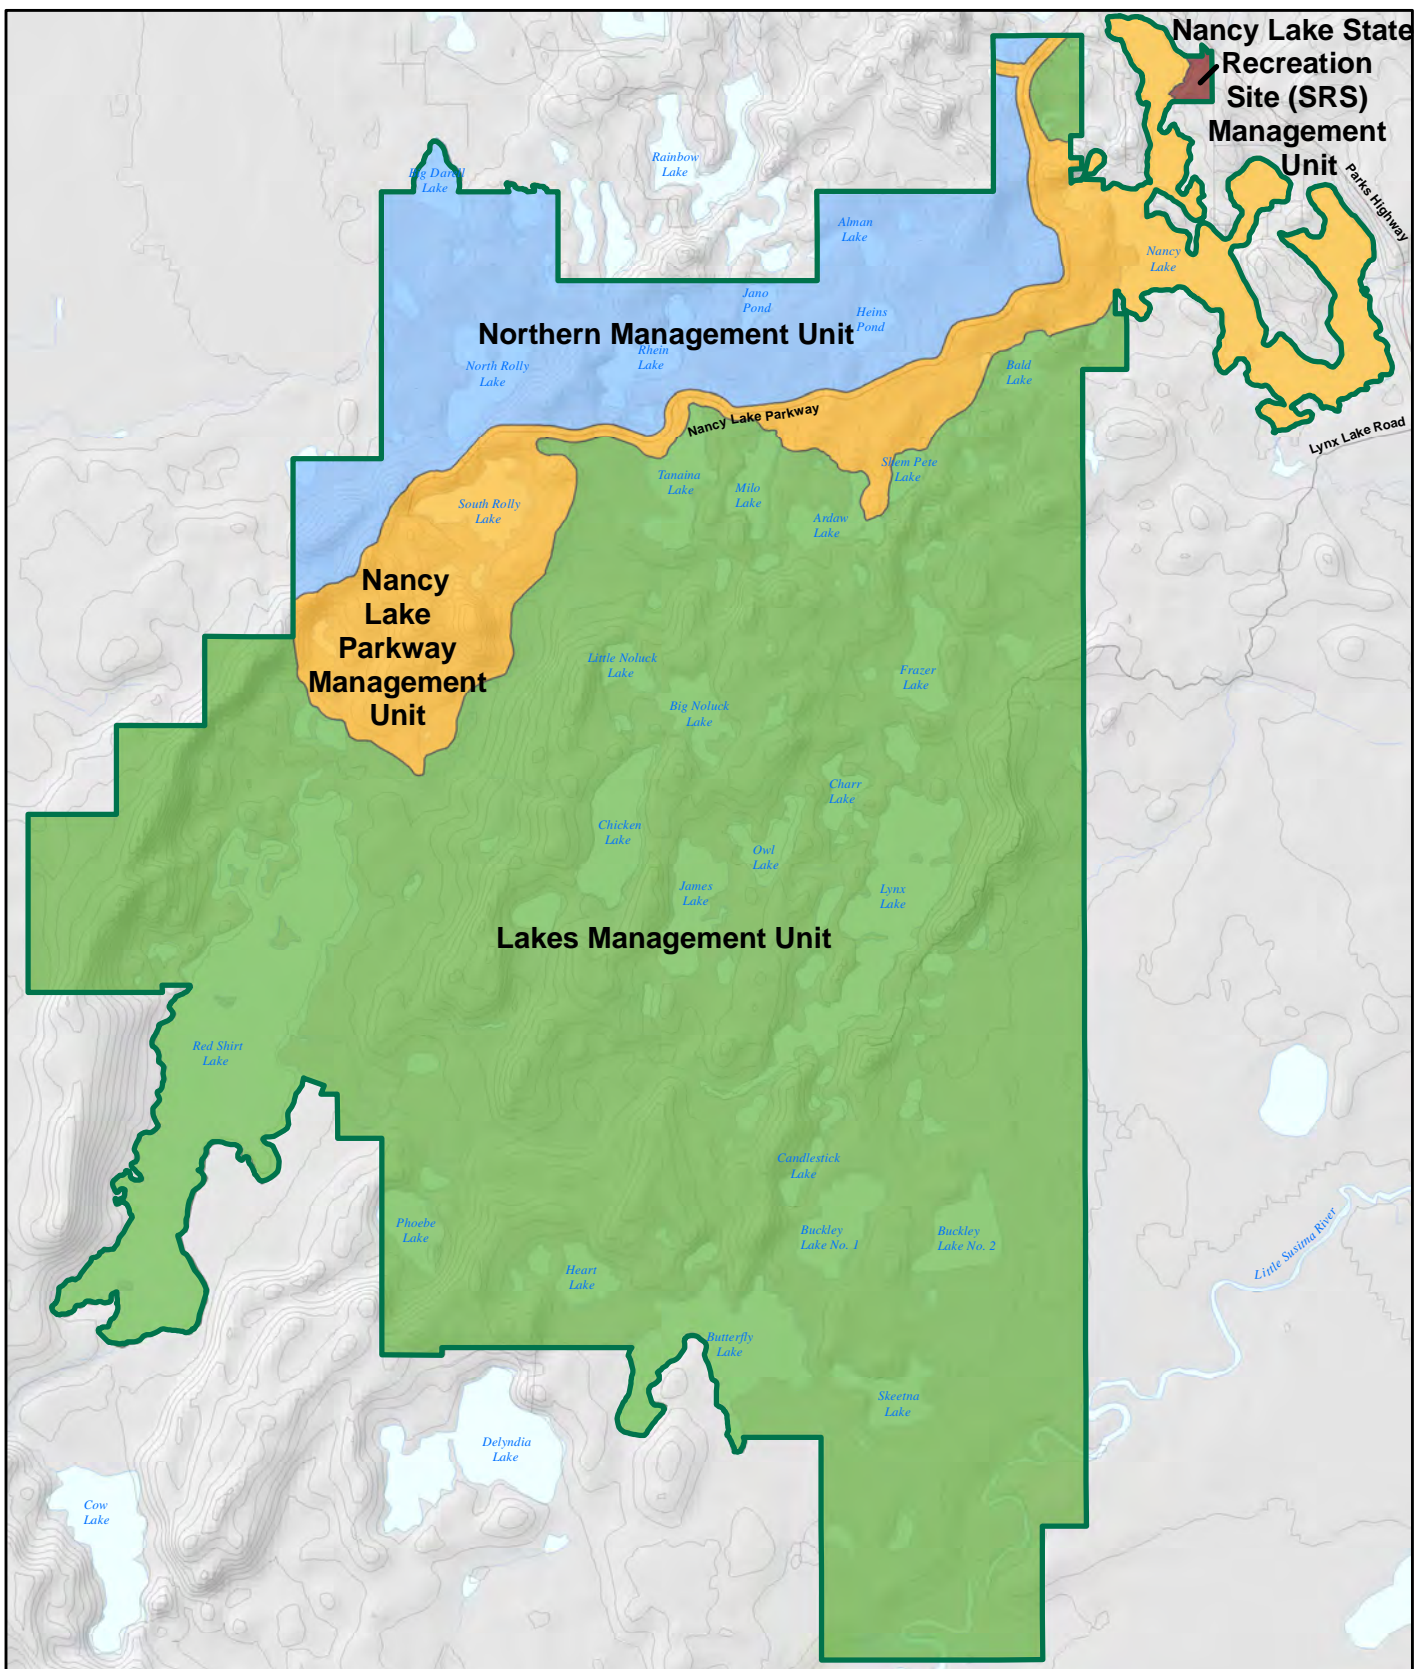 Nancy Lake State
Recreation
Site (SRS)
Management
Unit
Parks Highway
Rainbow
Lake
Big Darell
Lake
Alman
Lake
Nancy
Lake
Jano
Pond
Heins
Pond
Northern Management Unit
Rhein
Lake
North Rolly
Lake
Bald
Lake
Nancy Lake Parkway
Lynx Lake Road
Shem Pete
Lake
Tanaina
Lake
Milo
Lake
South Rolly
Lake
Ardaw
Lake
Nancy
Lake
Parkway
Management
Unit
Little Noluck
Lake
Frazer
Lake
Big Noluck
Lake
Charr
Lake
Chicken
Lake
Owl
Lake
James
Lake
Lynx
Lake
Lakes Management Unit
Red Shirt
Lake
Candlestick
Lake
Phoebe
Lake
Buckley
Lake No. 1
Buckley
Lake No. 2
Little Susitna River
Heart
Lake
Butterfly
Lake
Skeetna
Lake
Delyndia
Lake
Cow
Lake